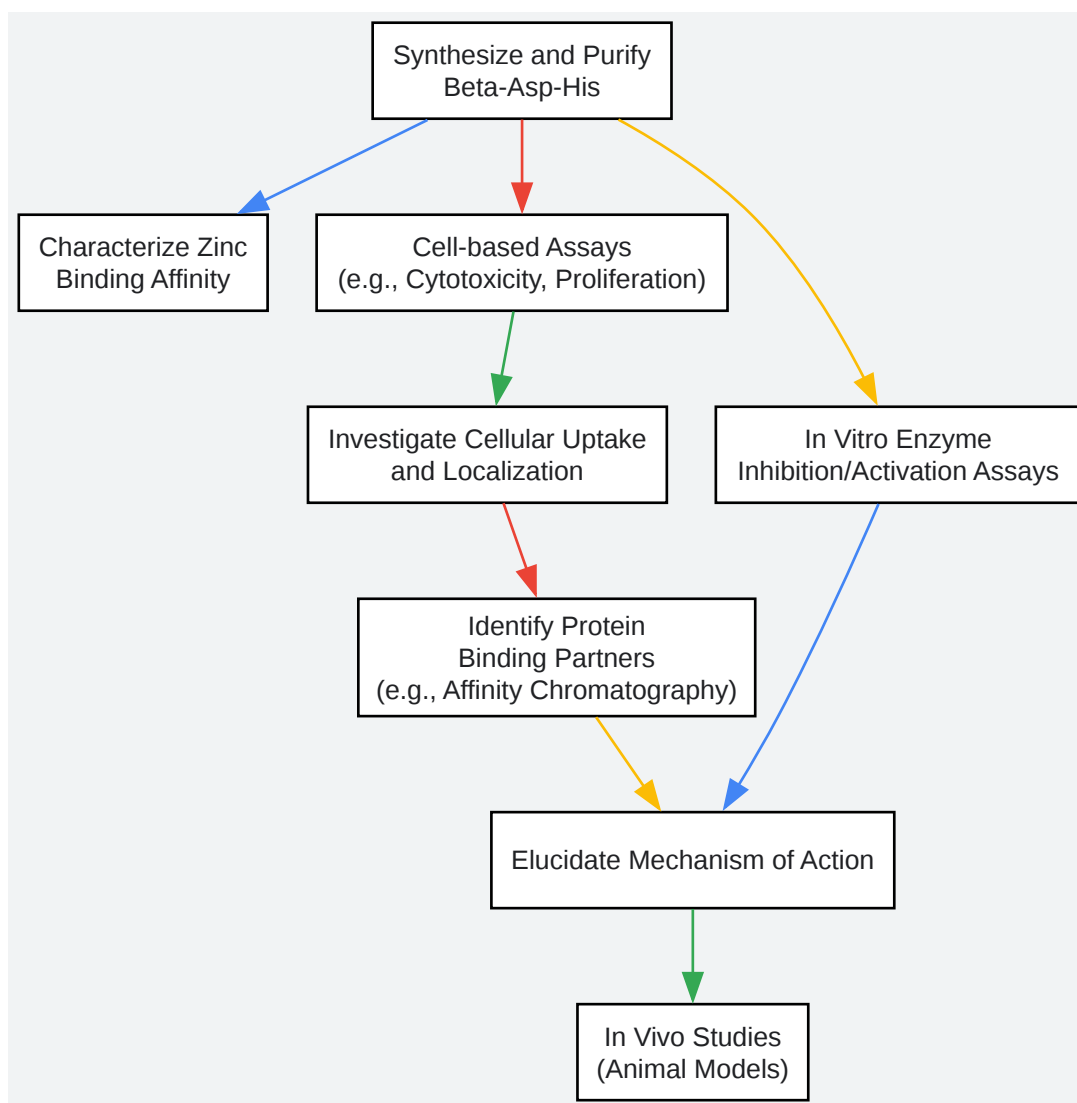 Synthesize and Purify
Beta-Asp-His
Characterize Zinc
Binding Affinity
Cell-based Assays
(e.g., Cytotoxicity, Proliferation)
Investigate Cellular Uptake
and Localization
In Vitro Enzyme
Inhibition/Activation Assays
Identify Protein
Binding Partners
(e.g., Affinity Chromatography)
Elucidate Mechanism of Action
In Vivo Studies
(Animal Models)